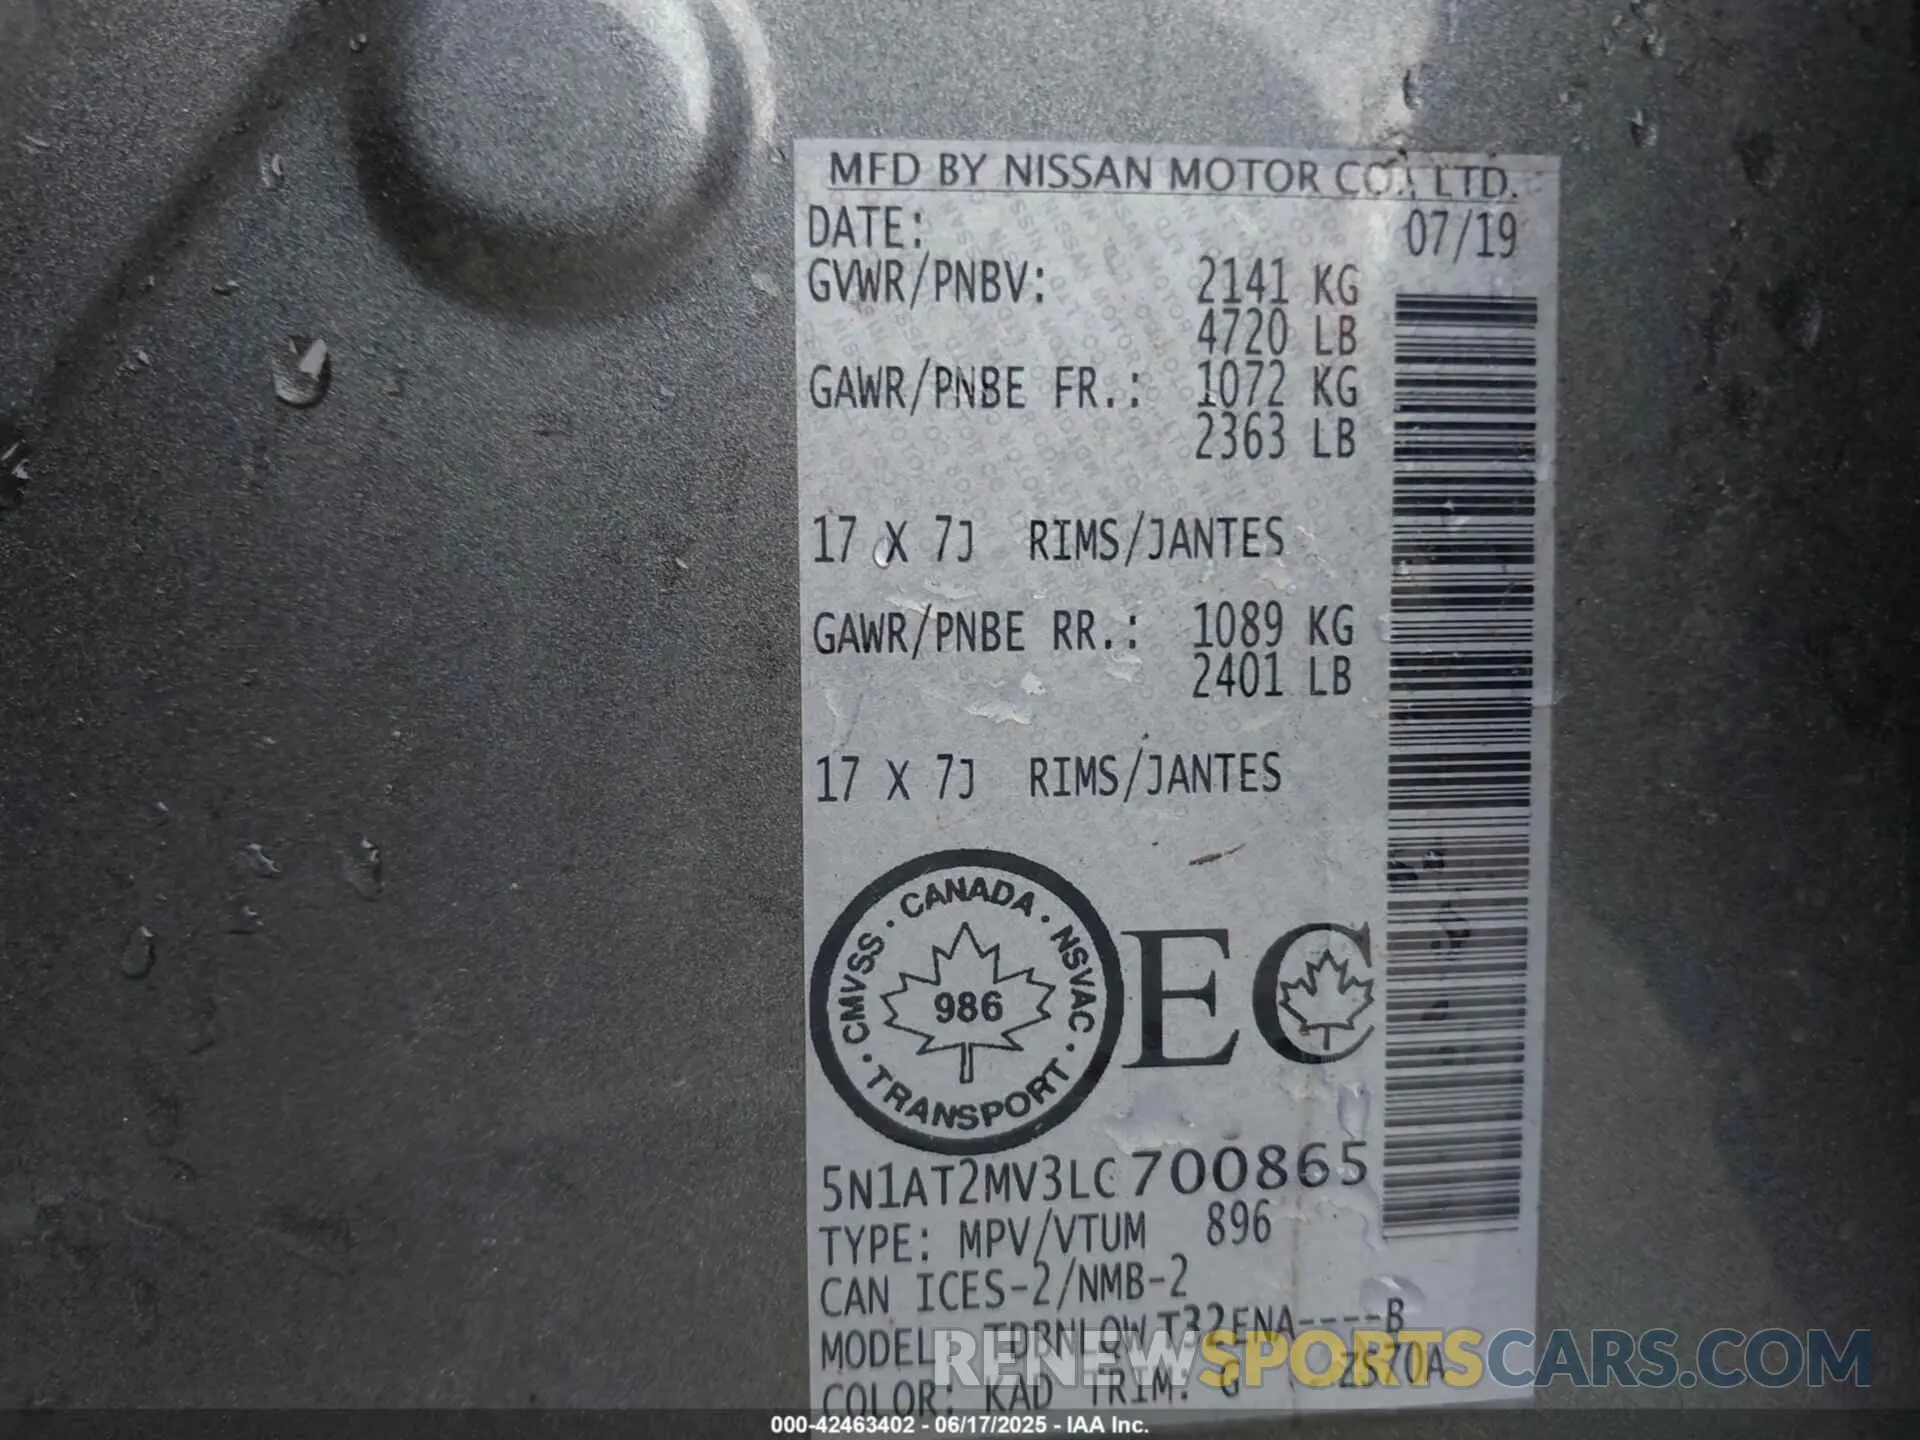 MFD BY NISSAN MOTOR CO., LTD.
DATE: 07/19
GVWR/PNBV: 2141 KG
4720 LB
GAWR/PNBE FR.: 1072 KG
2363 LB
17 X 7J RIMS/JANTES
GAWR/PNBE RR.: 1089 KG
2401 LB
17 X 7J RIMS/JANTES
CANADA · NSVAC · TRANSPORT · CMVSS ·
986
EC
5N1AT2MV3LC700865
TYPE: MPV/VTUM 896
CAN ICES-2/NMB-2
MODEL: TDBNLQW T32ENA----B
COLOR: KAD TRIM: G ZS70A
RENEWSPORTSCARS.COM
000-42463402 - 06/17/2025 - IAA Inc.